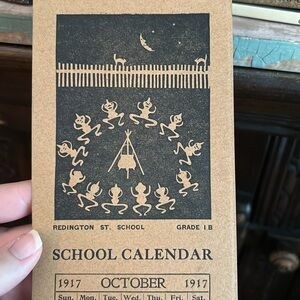 REDINGTON ST. SCHOOL GRADE I B
SCHOOL CALENDAR
1917 OCTOBER 1917
Sun. Mon. Tue. Wed. Thu. Fri. Sat.